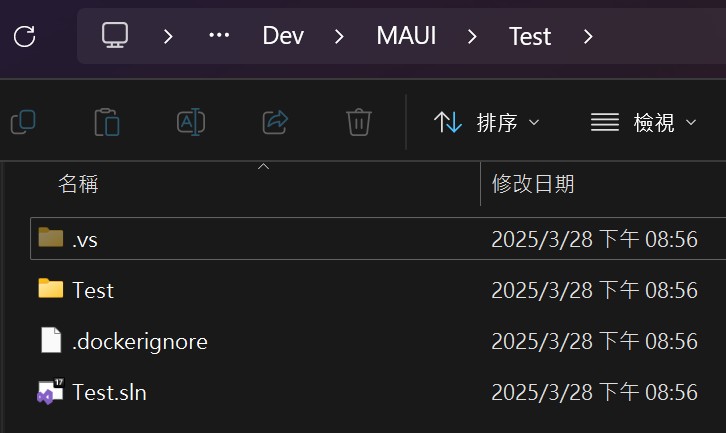 Dev MAUI Test
排序 檢視
名稱 修改日期
.vs 2025/3/28 下午 08:56
Test 2025/3/28 下午 08:56
.dockerignore 2025/3/28 下午 08:56
Test.sln 2025/3/28 下午 08:56